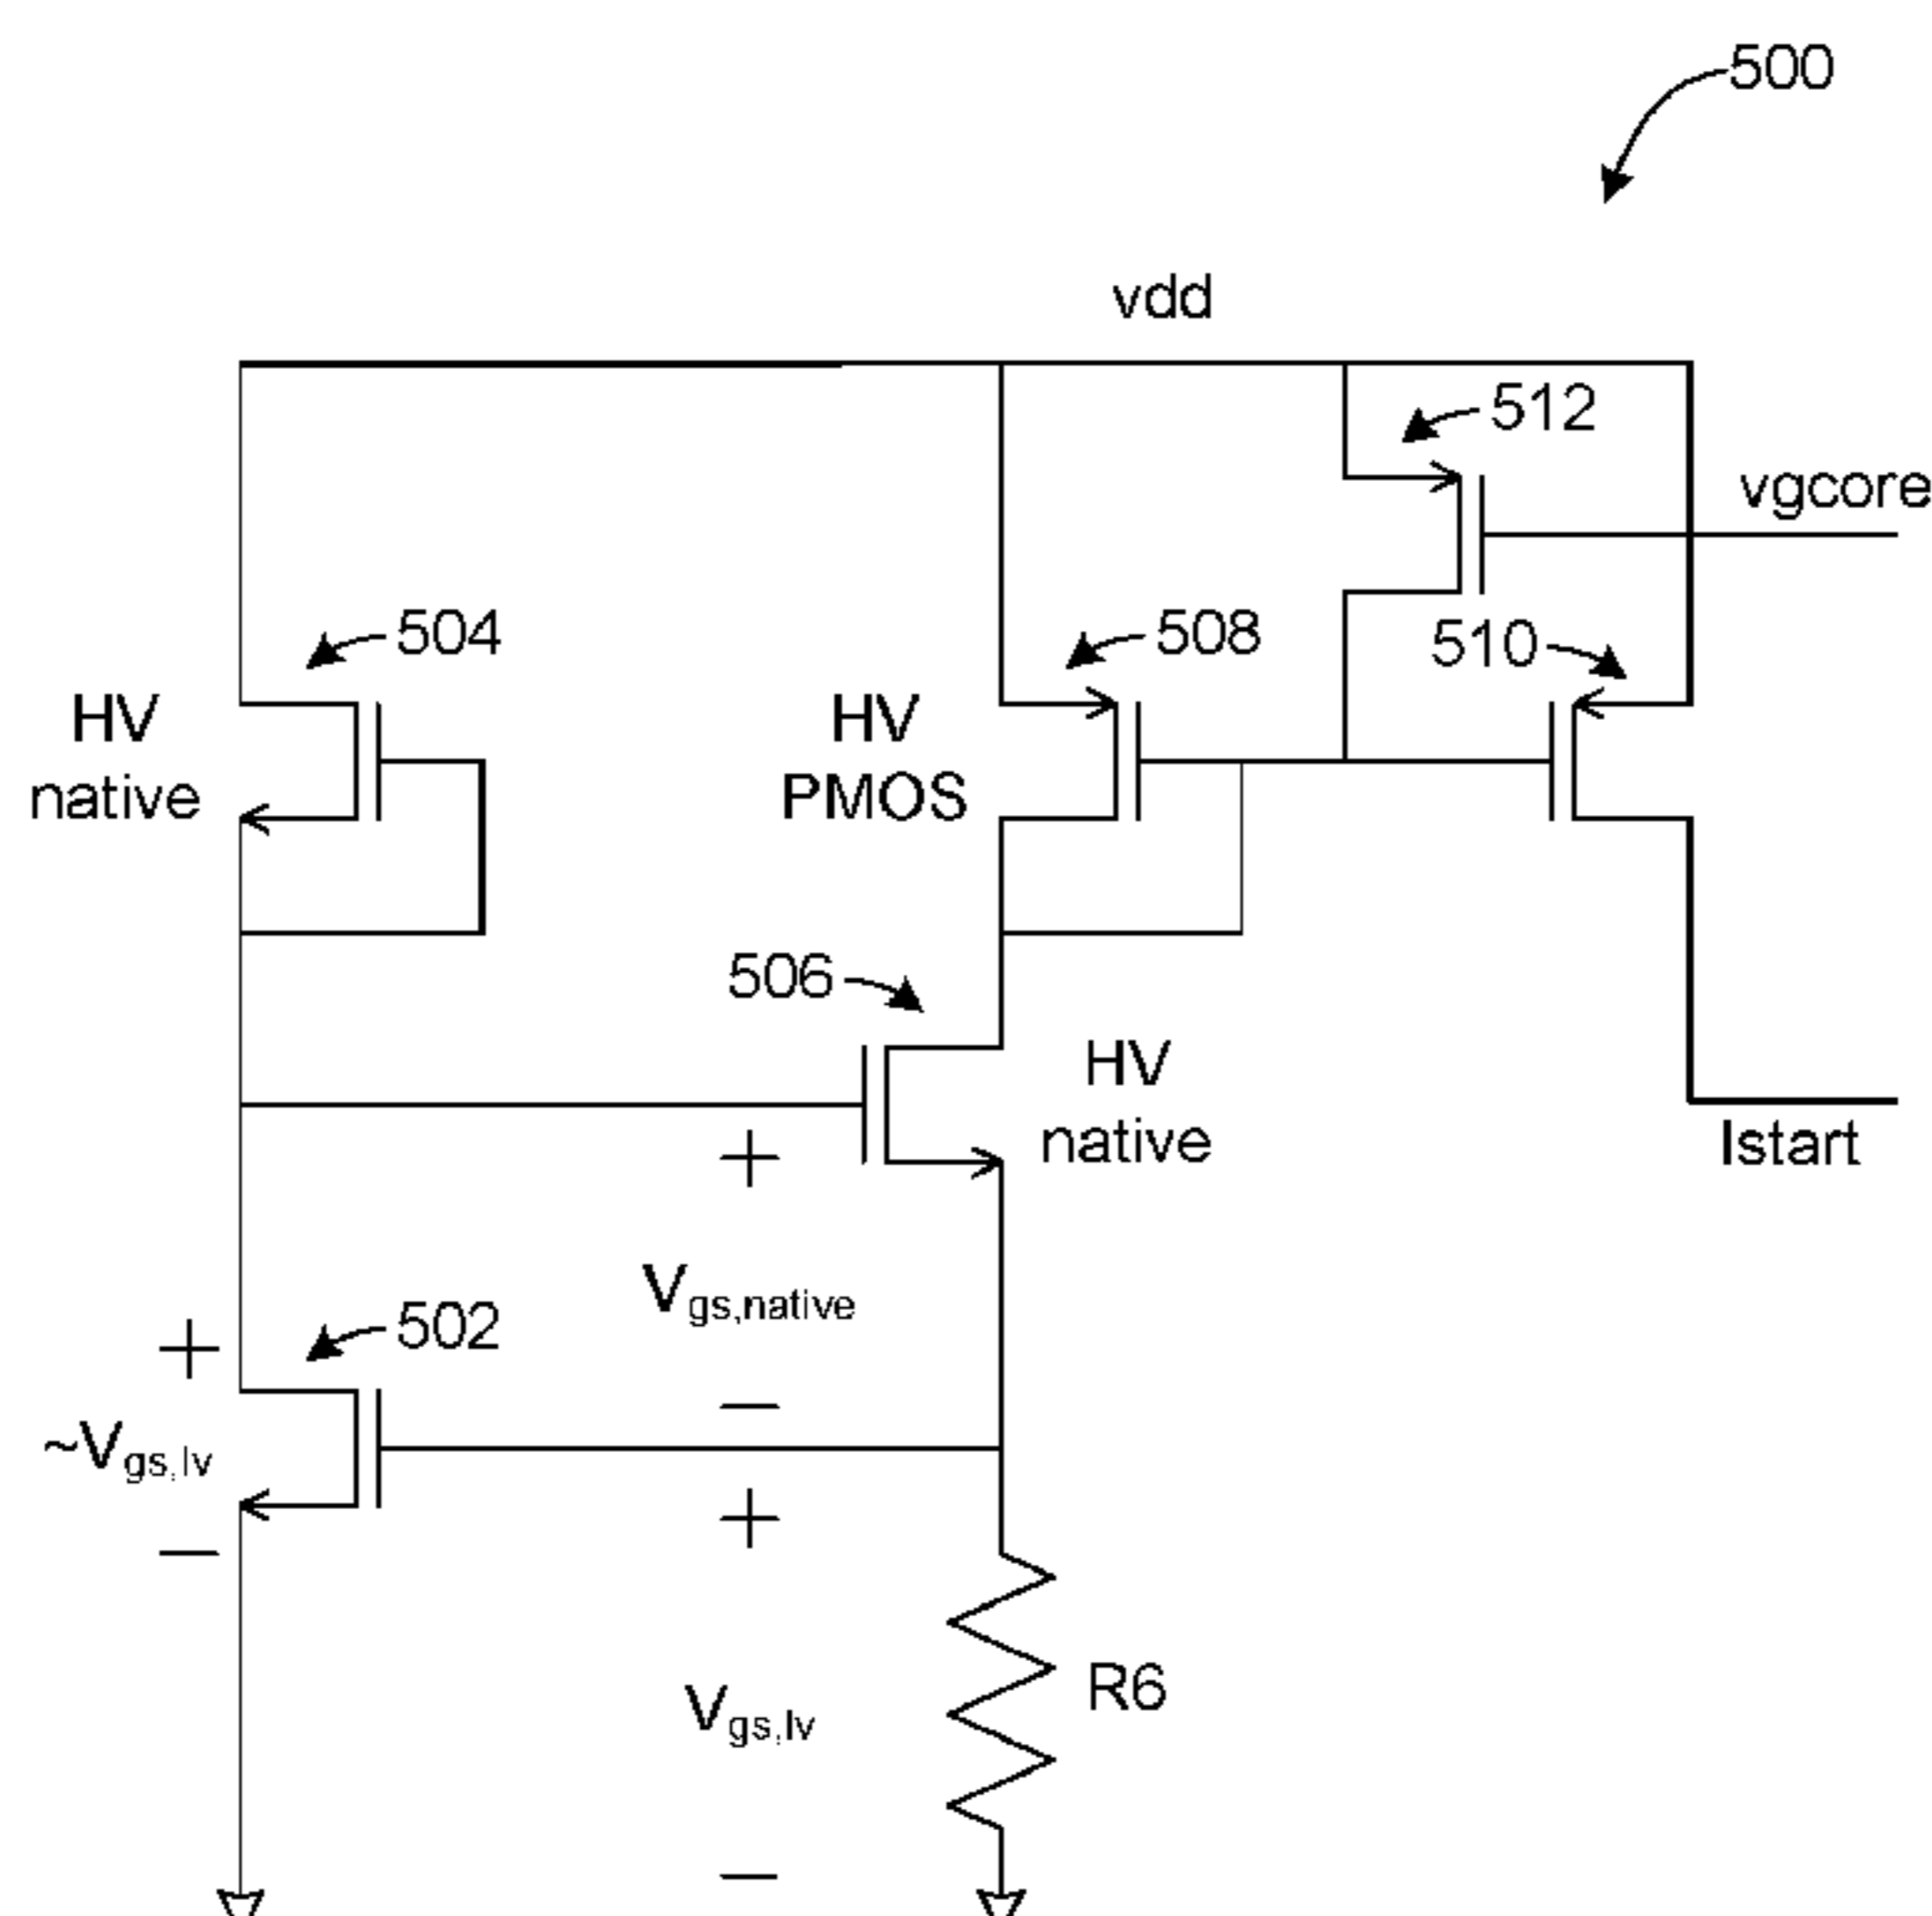 500
vdd
512
vgcore
504
508
510
HV
native
HV
PMOS
506
HV
native
Istart
+
Vgs,native
502
+
−
~Vgs,lv
+
−
R6
Vgs,lv
−